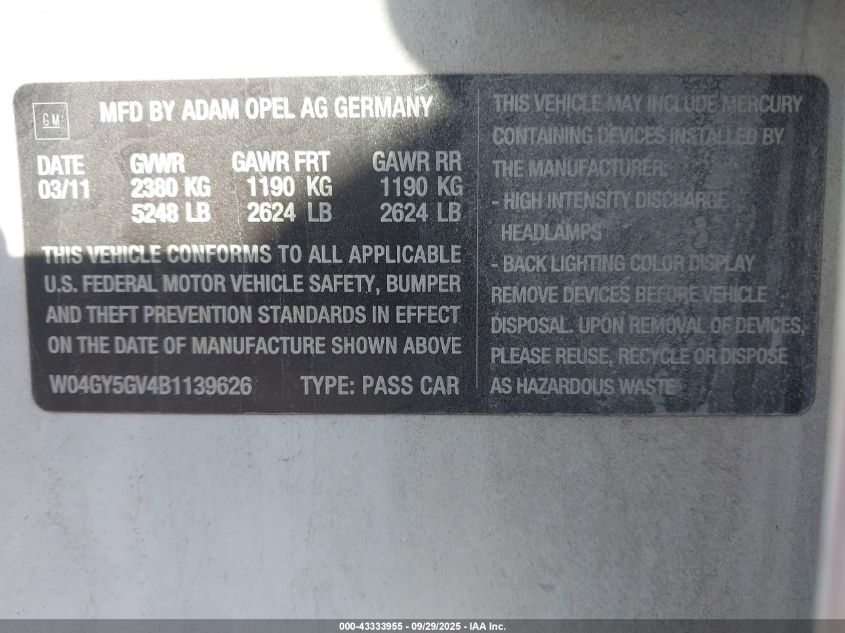 GM
MFD BY ADAM OPEL AG GERMANY
DATE GVWR GAWR FRT GAWR RR
03/11 2380 KG 1190 KG 1190 KG
5248 LB 2624 LB 2624 LB
THIS VEHICLE CONFORMS TO ALL APPLICABLE
U.S. FEDERAL MOTOR VEHICLE SAFETY, BUMPER
AND THEFT PREVENTION STANDARDS IN EFFECT
ON THE DATE OF MANUFACTURE SHOWN ABOVE
W04GY5GV4B1139626 TYPE: PASS CAR
THIS VEHICLE MAY INCLUDE MERCURY
CONTAINING DEVICES INSTALLED BY
THE MANUFACTURER:
- HIGH INTENSITY DISCHARGE
HEADLAMPS
- BACK LIGHTING COLOR DISPLAY
REMOVE DEVICES BEFORE VEHICLE
DISPOSAL. UPON REMOVAL OF DEVICES,
PLEASE REUSE, RECYCLE OR DISPOSE
AS HAZARDOUS WASTE
000-43333955 - 09/29/2025 - IAA Inc.